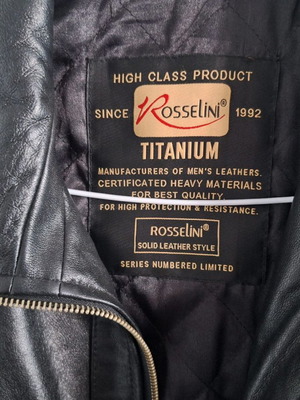 HIGH CLASS PRODUCT
SINCE ROSSELINI® 1992
TITANIUM
MANUFACTURERS OF MEN'S LEATHERS.
CERTIFICATED HEAVY MATERIALS
FOR BEST QUALITY.
FOR HIGH PROTECTION & RESISTANCE.
ROSSELINI®
SOLID LEATHER STYLE
SERIES NUMBERED LIMITED